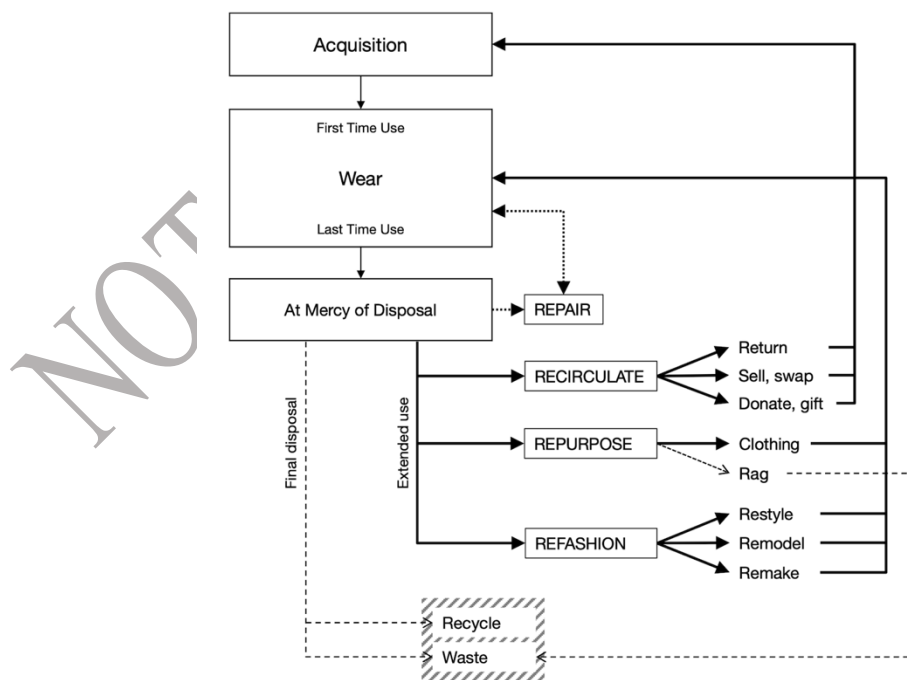 Acquisition
First Time Use
Wear
Last Time Use
At Mercy of Disposal
REPAIR
RECIRCULATE
Return
Sell, swap
Donate, gift
REPURPOSE
Clothing
Rag
REFASHION
Restyle
Remodel
Remake
Final disposal
Extended use
Recycle
Waste
NOT